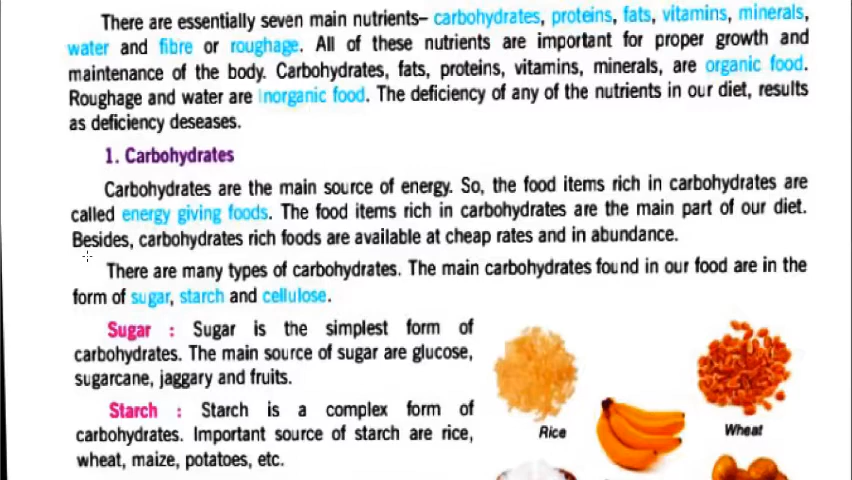 There are essentially seven main nutrients– carbohydrates, proteins, fats, vitamins, minerals,
water and fibre or roughage. All of these nutrients are important for proper growth and
maintenance of the body. Carbohydrates, fats, proteins, vitamins, minerals, are organic food.
Roughage and water are Inorganic food. The deficiency of any of the nutrients in our diet, results
as deficiency deseases.
1. Carbohydrates
Carbohydrates are the main source of energy. So, the food items rich in carbohydrates are
called energy giving foods. The food items rich in carbohydrates are the main part of our diet.
Besides, carbohydrates rich foods are available at cheap rates and in abundance.
There are many types of carbohydrates. The main carbohydrates found in our food are in the
form of sugar, starch and cellulose.
Sugar : Sugar is the simplest form of
carbohydrates. The main source of sugar are glucose,
sugarcane, jaggary and fruits.
Starch : Starch is a complex form of
carbohydrates. Important source of starch are rice,
wheat, maize, potatoes, etc.
Rice
Wheat